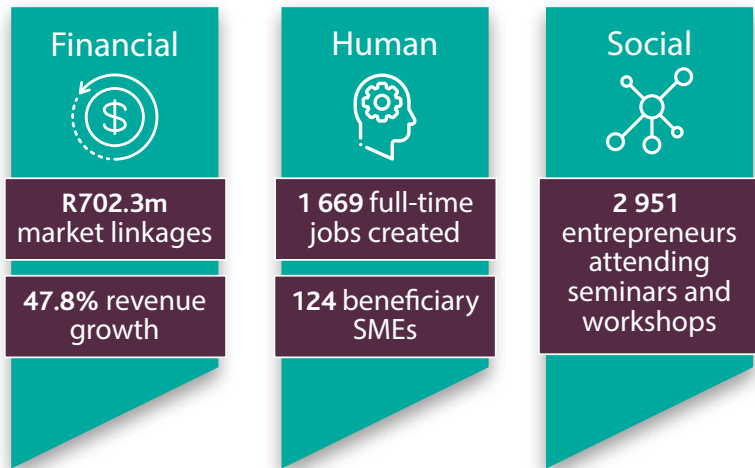 Financial
$
R702.3m
market linkages
47.8% revenue
growth
Human
1 669 full-time
jobs created
124 beneficiary
SMEs
Social
2 951
entrepreneurs
attending
seminars and
workshops